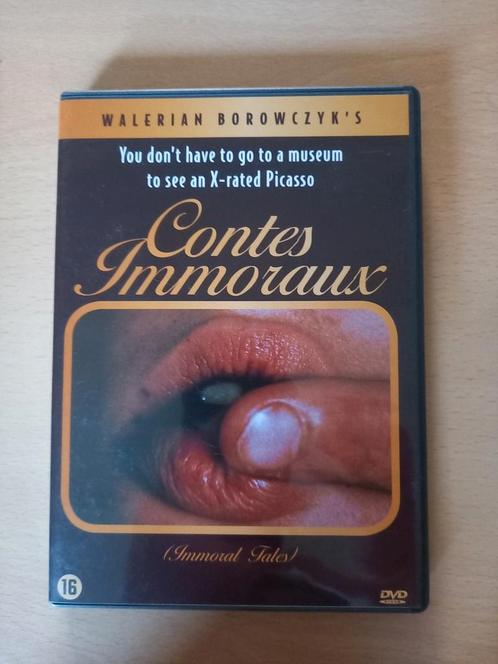 WALERIAN BOROWCZYK'S
You don't have to go to a museum
to see an X-rated Picasso
Contes
Immoraux
(Immoral Tales)
16
DVD